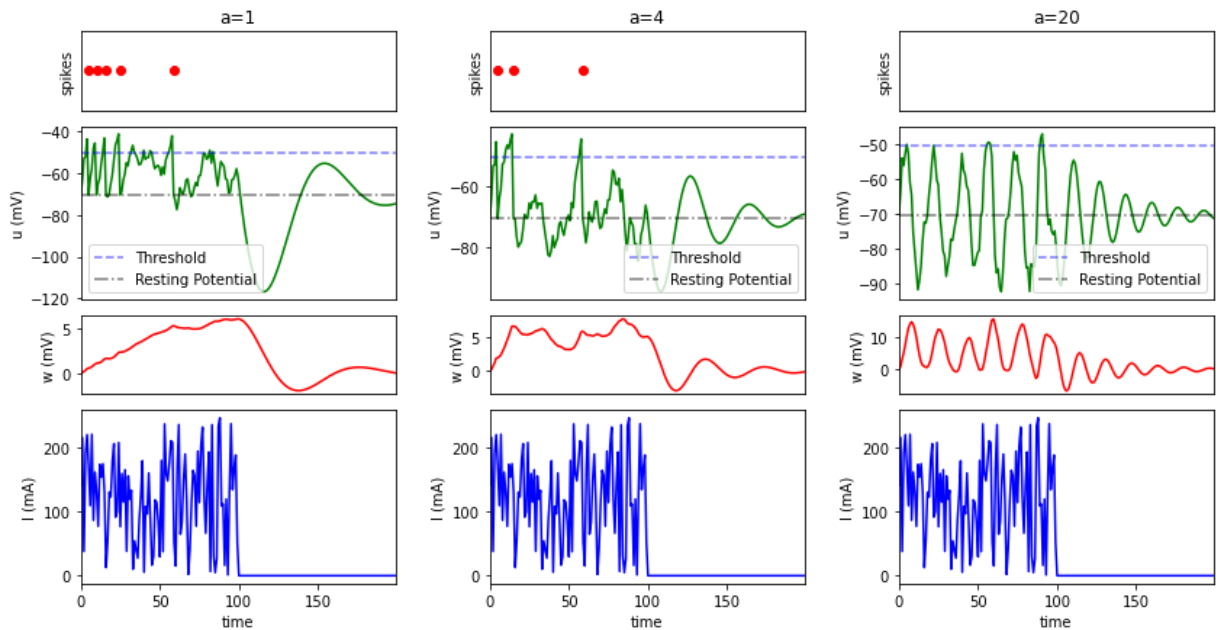 a=1
a=4
a=20
spikes
spikes
spikes
−40
−60
−80
−100
−120
u (mV)
Threshold
Resting Potential
−60
−80
u (mV)
Threshold
Resting Potential
−50
−60
−70
−80
−90
u (mV)
Threshold
Resting Potential
5
0
w (mV)
5
0
w (mV)
10
0
w (mV)
200
100
0
I (mA)
200
100
0
I (mA)
200
100
0
I (mA)
0 50 100 150
0 50 100 150
0 50 100 150
time
time
time